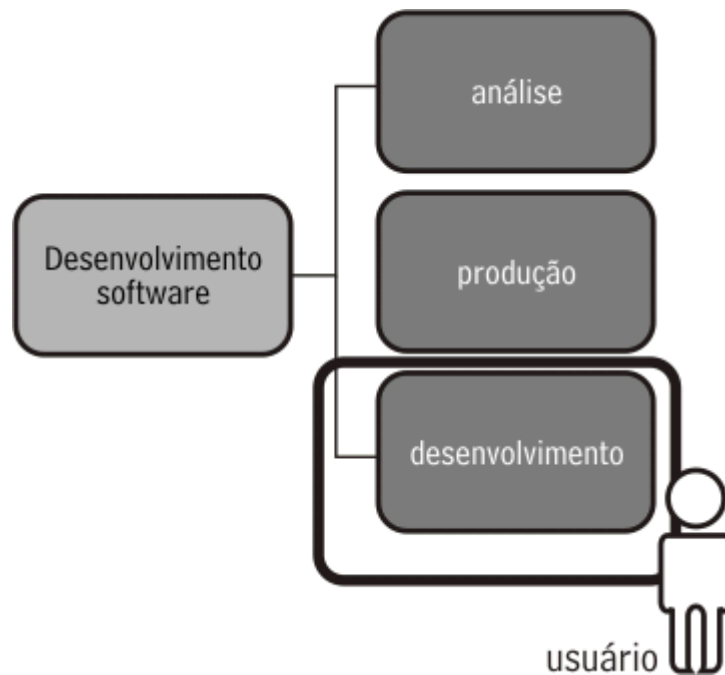 análise
Desenvolvimento
software
produção
desenvolvimento
usuário